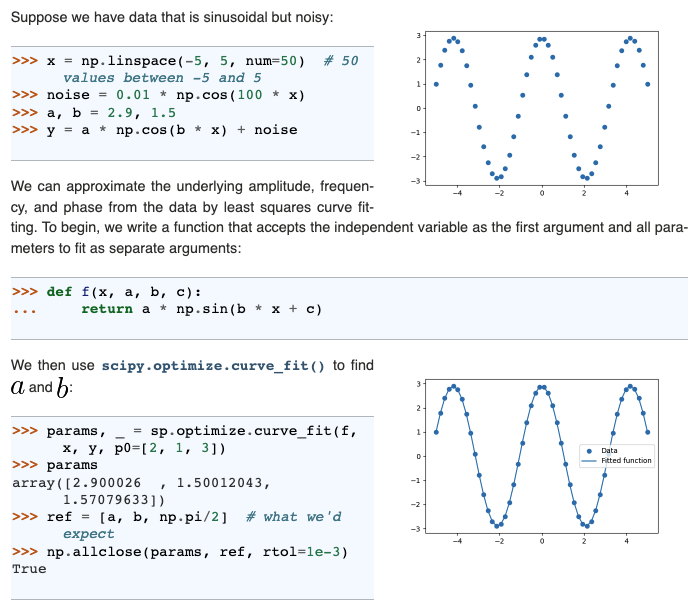 Suppose we have data that is sinusoidal but noisy:
>>> x = np.linspace(-5, 5, num=50)  # 50
values between -5 and 5
>>> noise = 0.01 * np.cos(100 * x)
>>> a, b = 2.9, 1.5
>>> y = a * np.cos(b * x) + noise
3
2
1
0
−1
−2
−3
−4
−2
0
2
4
We can approximate the underlying amplitude, frequen-
cy, and phase from the data by least squares curve fit-
ting. To begin, we write a function that accepts the independent variable as the first argument and all para-
meters to fit as separate arguments:
>>> def f(x, a, b, c):
...     return a * np.sin(b * x + c)
We then use scipy.optimize.curve_fit() to find
a and b:
>>> params, _ = sp.optimize.curve_fit(f,
x, y, p0=[2, 1, 3])
>>> params
array([2.900026  , 1.50012043,
1.57079633])
>>> ref = [a, b, np.pi/2]  # what we'd
expect
>>> np.allclose(params, ref, rtol=1e-3)
True
3
2
1
0
−1
−2
−3
−4
−2
0
2
4
Data
Fitted function